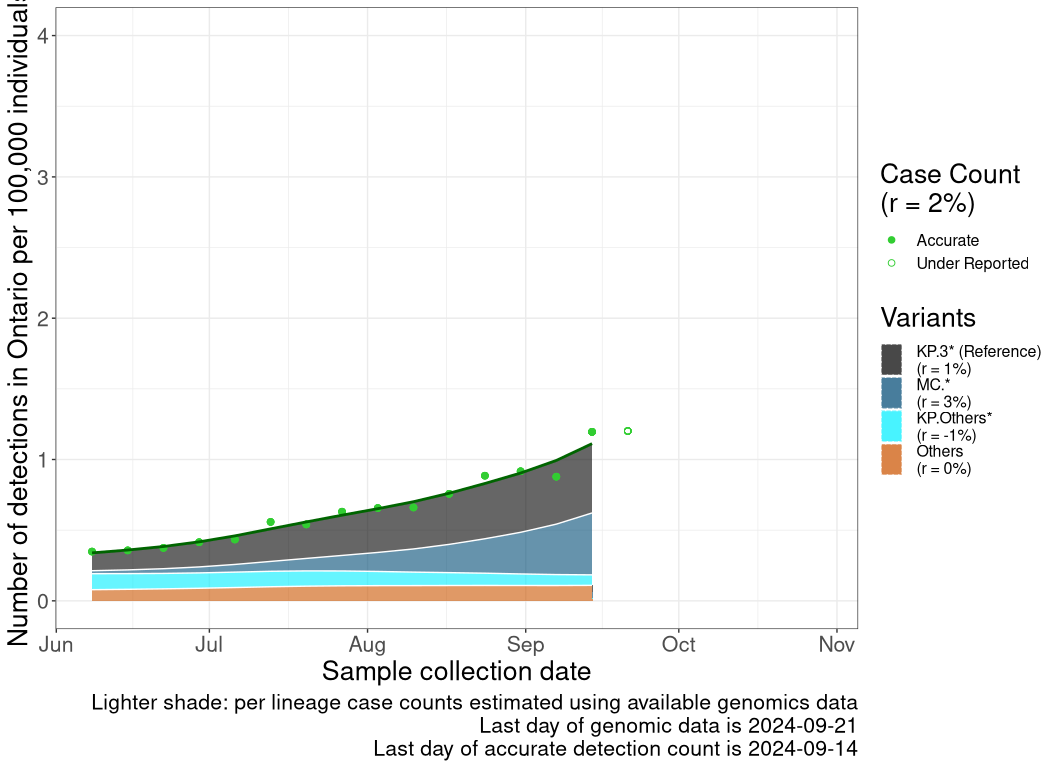 Number of detections in Ontario per 100,000 individuals
4
3
2
1
0
Jun
Jul
Aug
Sep
Oct
Nov
Sample collection date
Case Count
(r = 2%)
Accurate
Under Reported
Variants
KP.3* (Reference)
(r = 1%)
MC.*
(r = 3%)
KP.Others*
(r = -1%)
Others
(r = 0%)
Lighter shade: per lineage case counts estimated using available genomics data
Last day of genomic data is 2024-09-21
Last day of accurate detection count is 2024-09-14